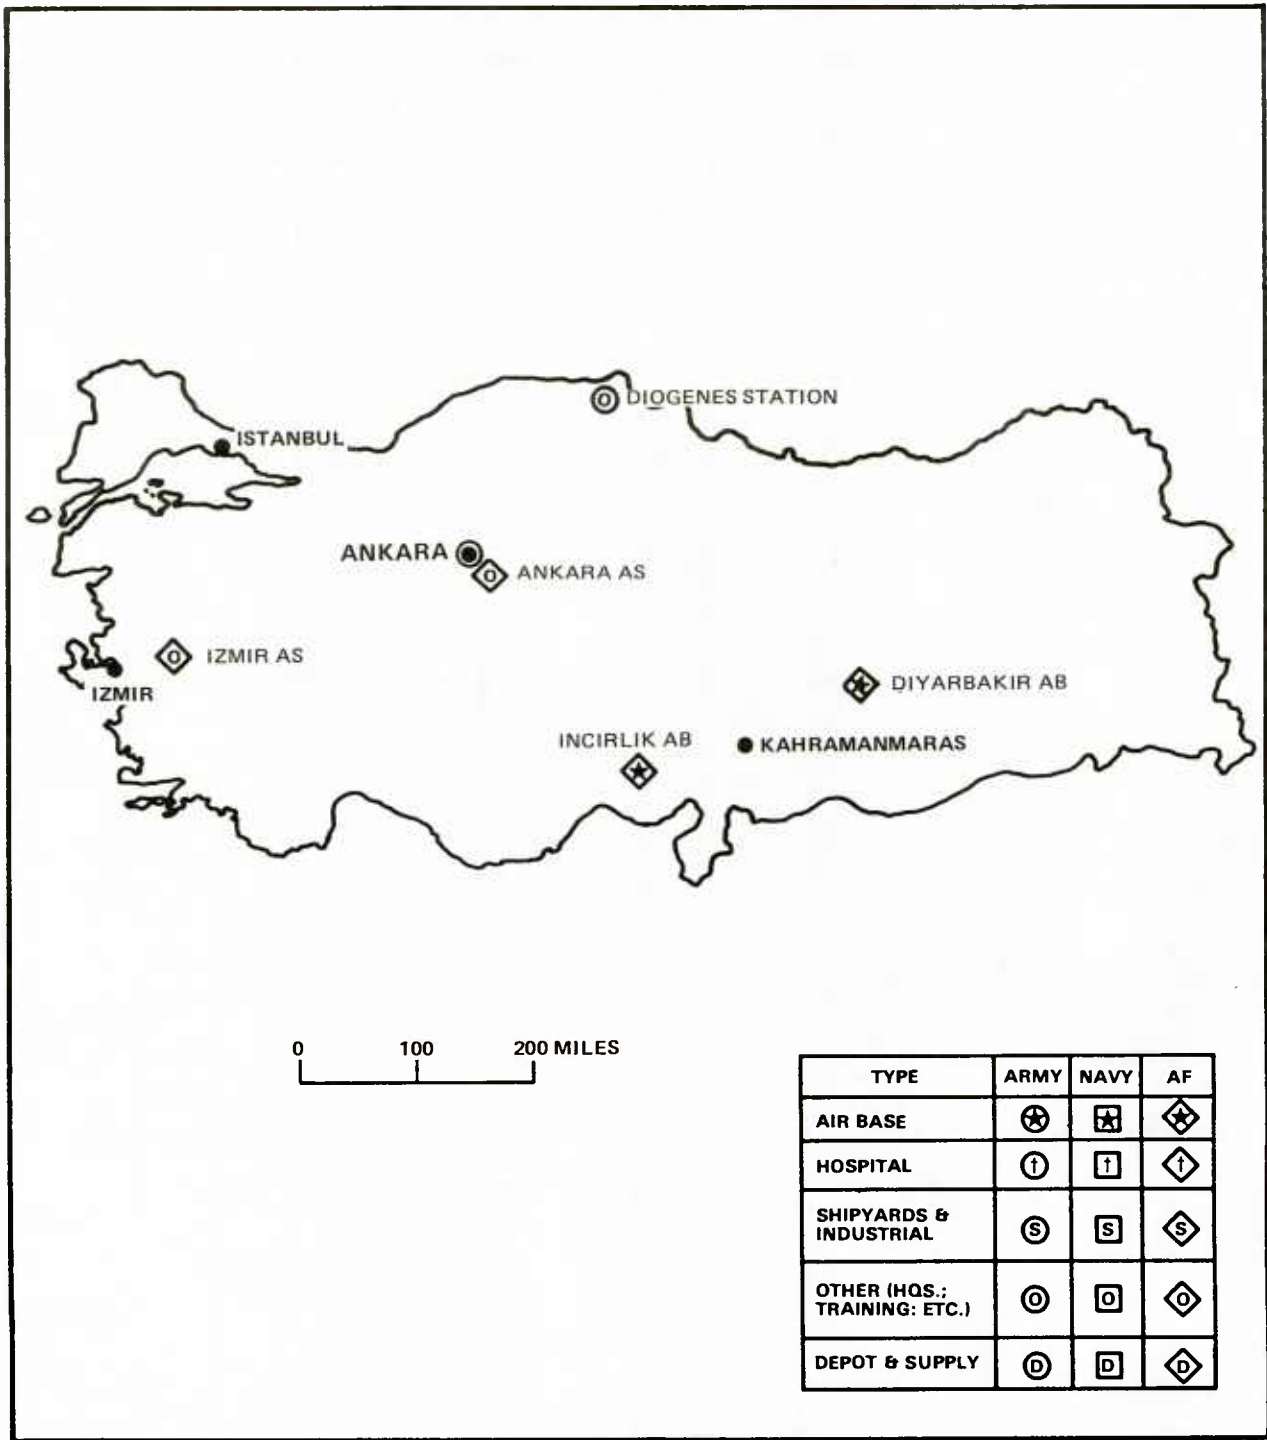 DIOGENES STATION
ISTANBUL
ANKARA
ANKARA AS
IZMIR AS
IZMIR
DIYARBAKIR AB
INCIRLIK AB
KAHRAMANMARAS
0 100 200 MILES
TYPE ARMY NAVY AF
AIR BASE
HOSPITAL
SHIPYARDS &
INDUSTRIAL S S S
OTHER (HQS.;
TRAINING: ETC.) O O O
DEPOT & SUPPLY D D D